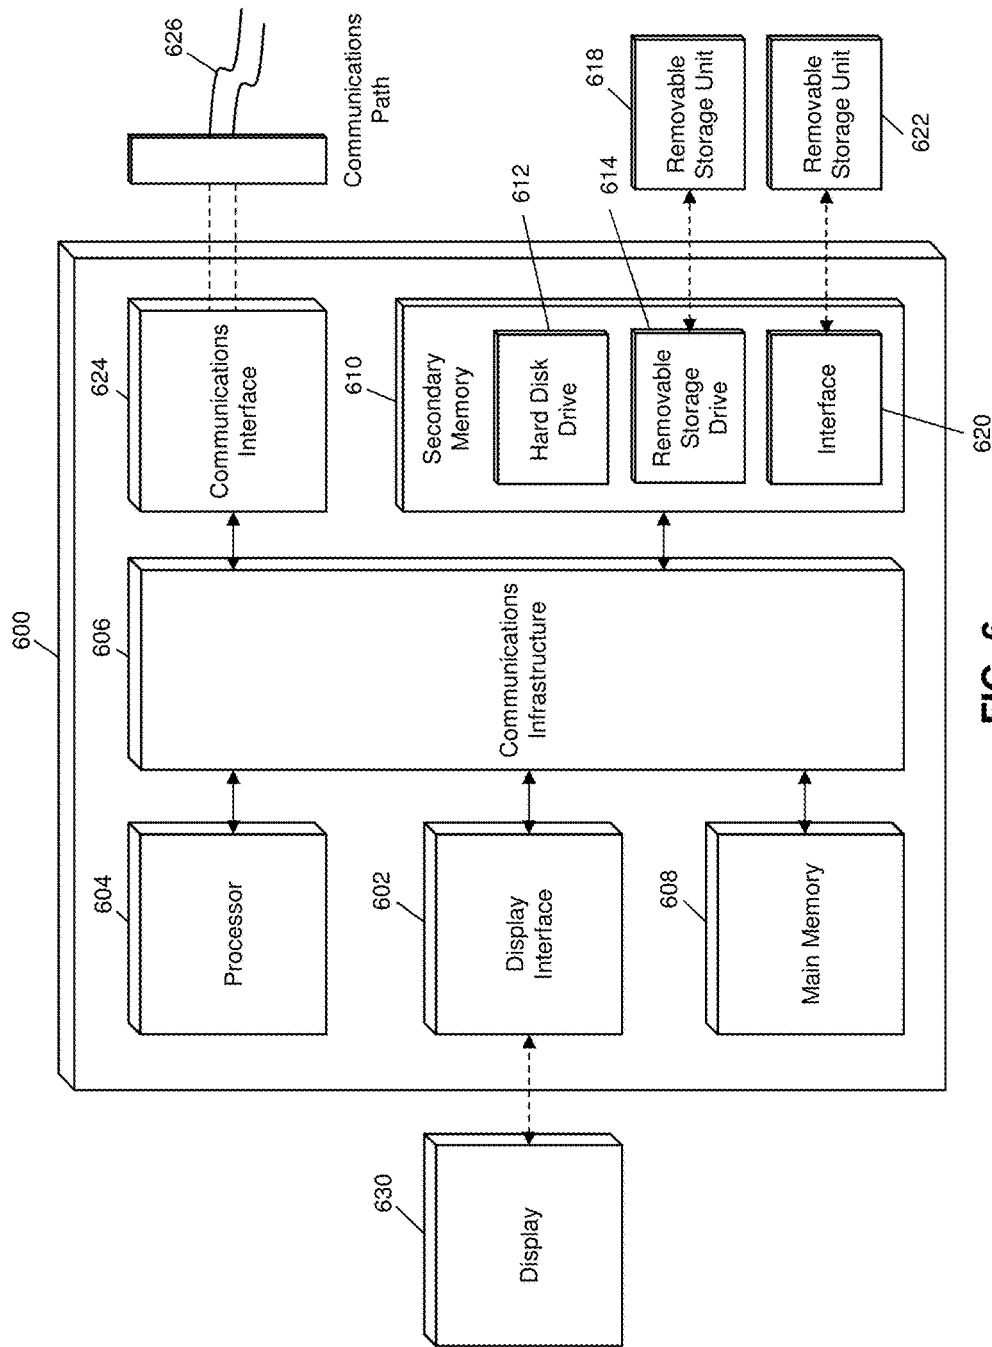 600
604
Processor
606
Communications
Infrastructure
624
Communications
Interface
626
Communications
Path
630
Display
602
Display
Interface
608
Main Memory
610
Secondary
Memory
612
Hard Disk
Drive
614
Removable
Storage
Drive
618
Removable
Storage Unit
Interface
620
Removable
Storage Unit
622
FIG. 6